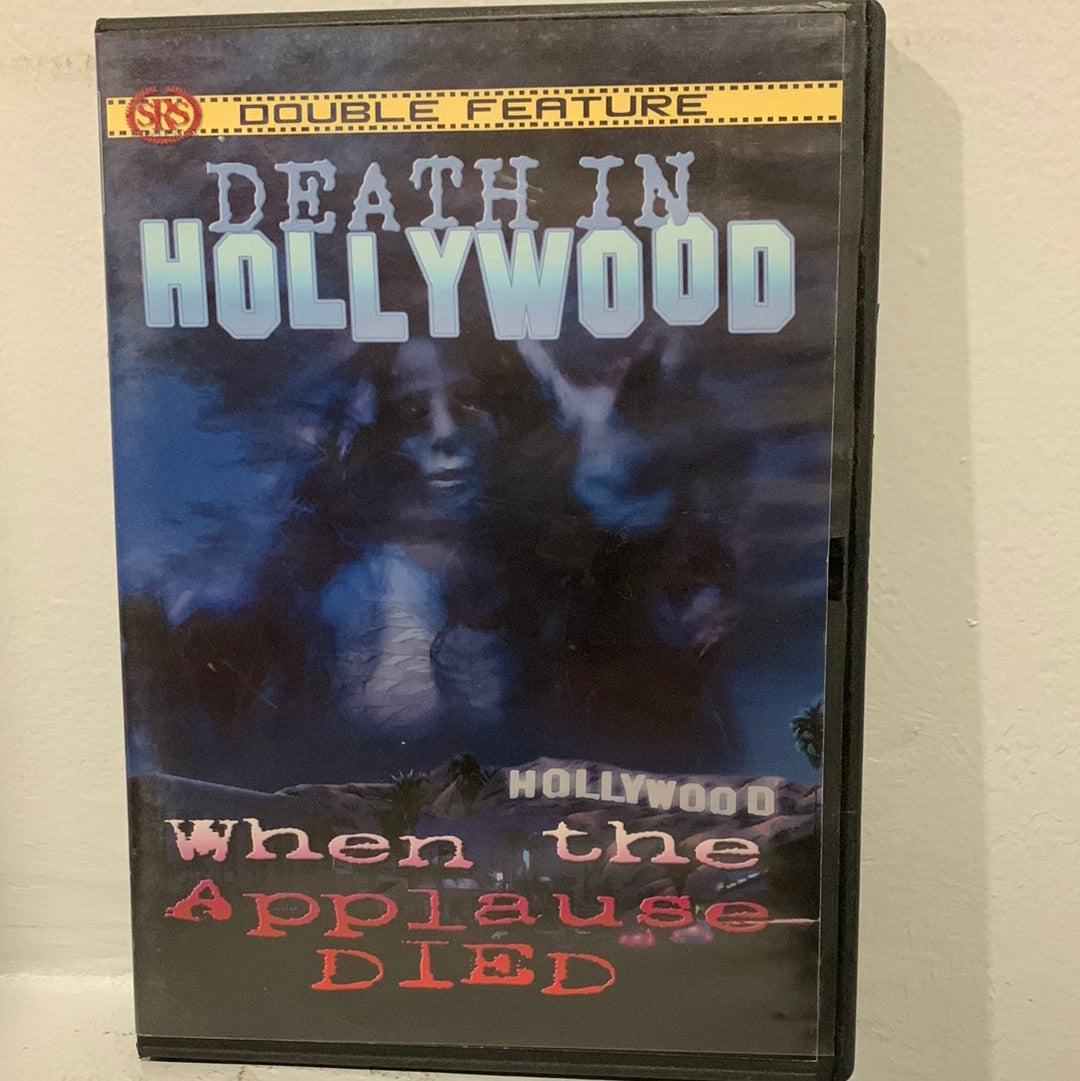 SRS DOUBLE FEATURE
DEATH IN
HOLLYWOOD
HOLLYWOOD
When the
Applause
DIED